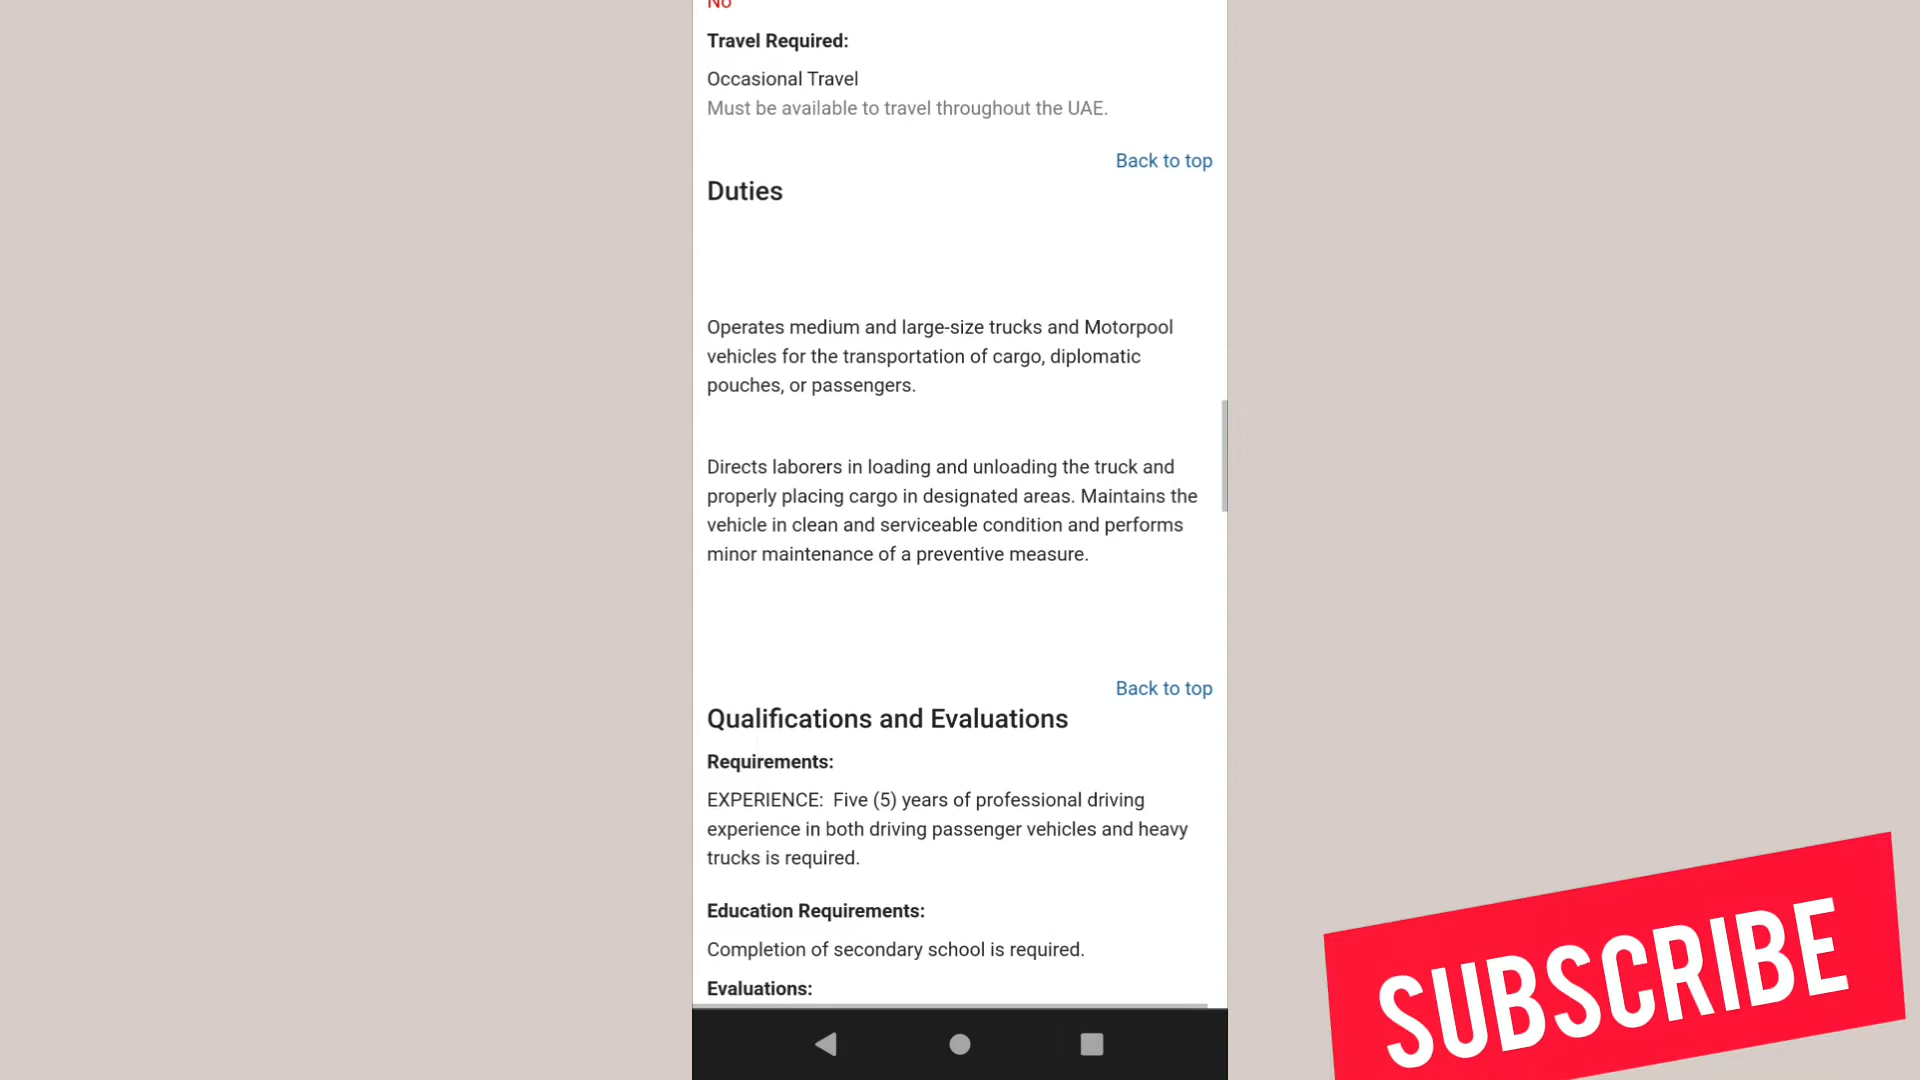 No
Travel Required:
Occasional Travel
Must be available to travel throughout the UAE.
Back to top
Duties
Operates medium and large-size trucks and Motorpool
vehicles for the transportation of cargo, diplomatic
pouches, or passengers.
Directs laborers in loading and unloading the truck and
properly placing cargo in designated areas. Maintains the
vehicle in clean and serviceable condition and performs
minor maintenance of a preventive measure.
Back to top
Qualifications and Evaluations
Requirements:
EXPERIENCE:  Five (5) years of professional driving
experience in both driving passenger vehicles and heavy
trucks is required.
Education Requirements:
Completion of secondary school is required.
Evaluations:
SUBSCRIBE